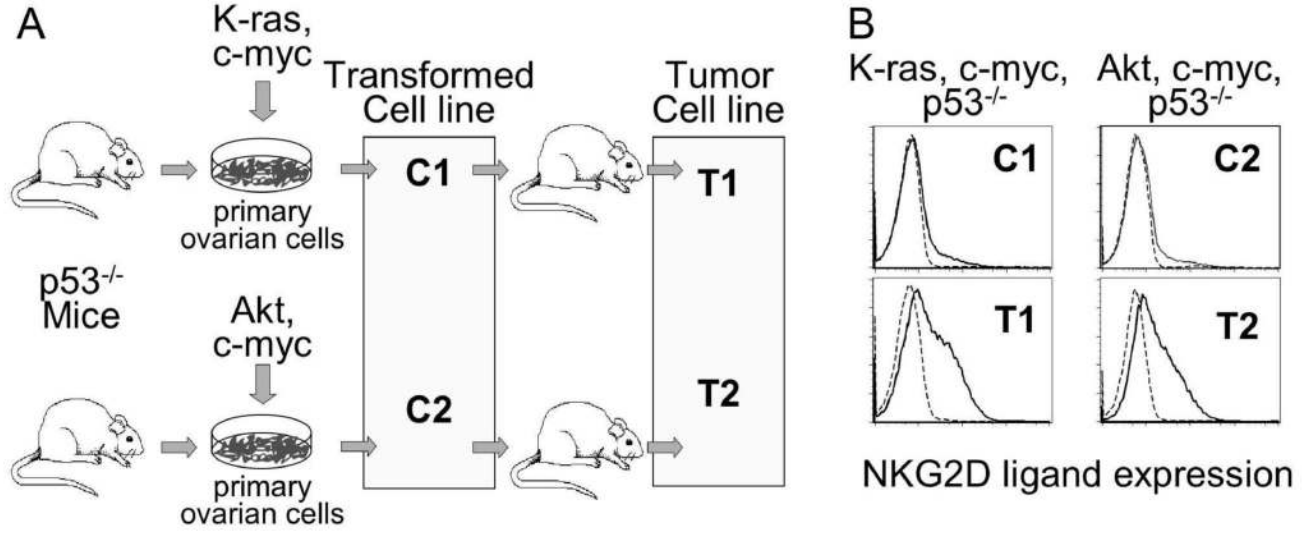 A
K-ras,
c-myc
Transformed
Cell line
Tumor
Cell line
C1
T1
primary
ovarian cells
p53-/-
Mice
Akt,
c-myc
C2
T2
primary
ovarian cells
B
K-ras, c-myc,
p53-/-
Akt, c-myc,
p53-/-
C1
C2
T1
T2
NKG2D ligand expression